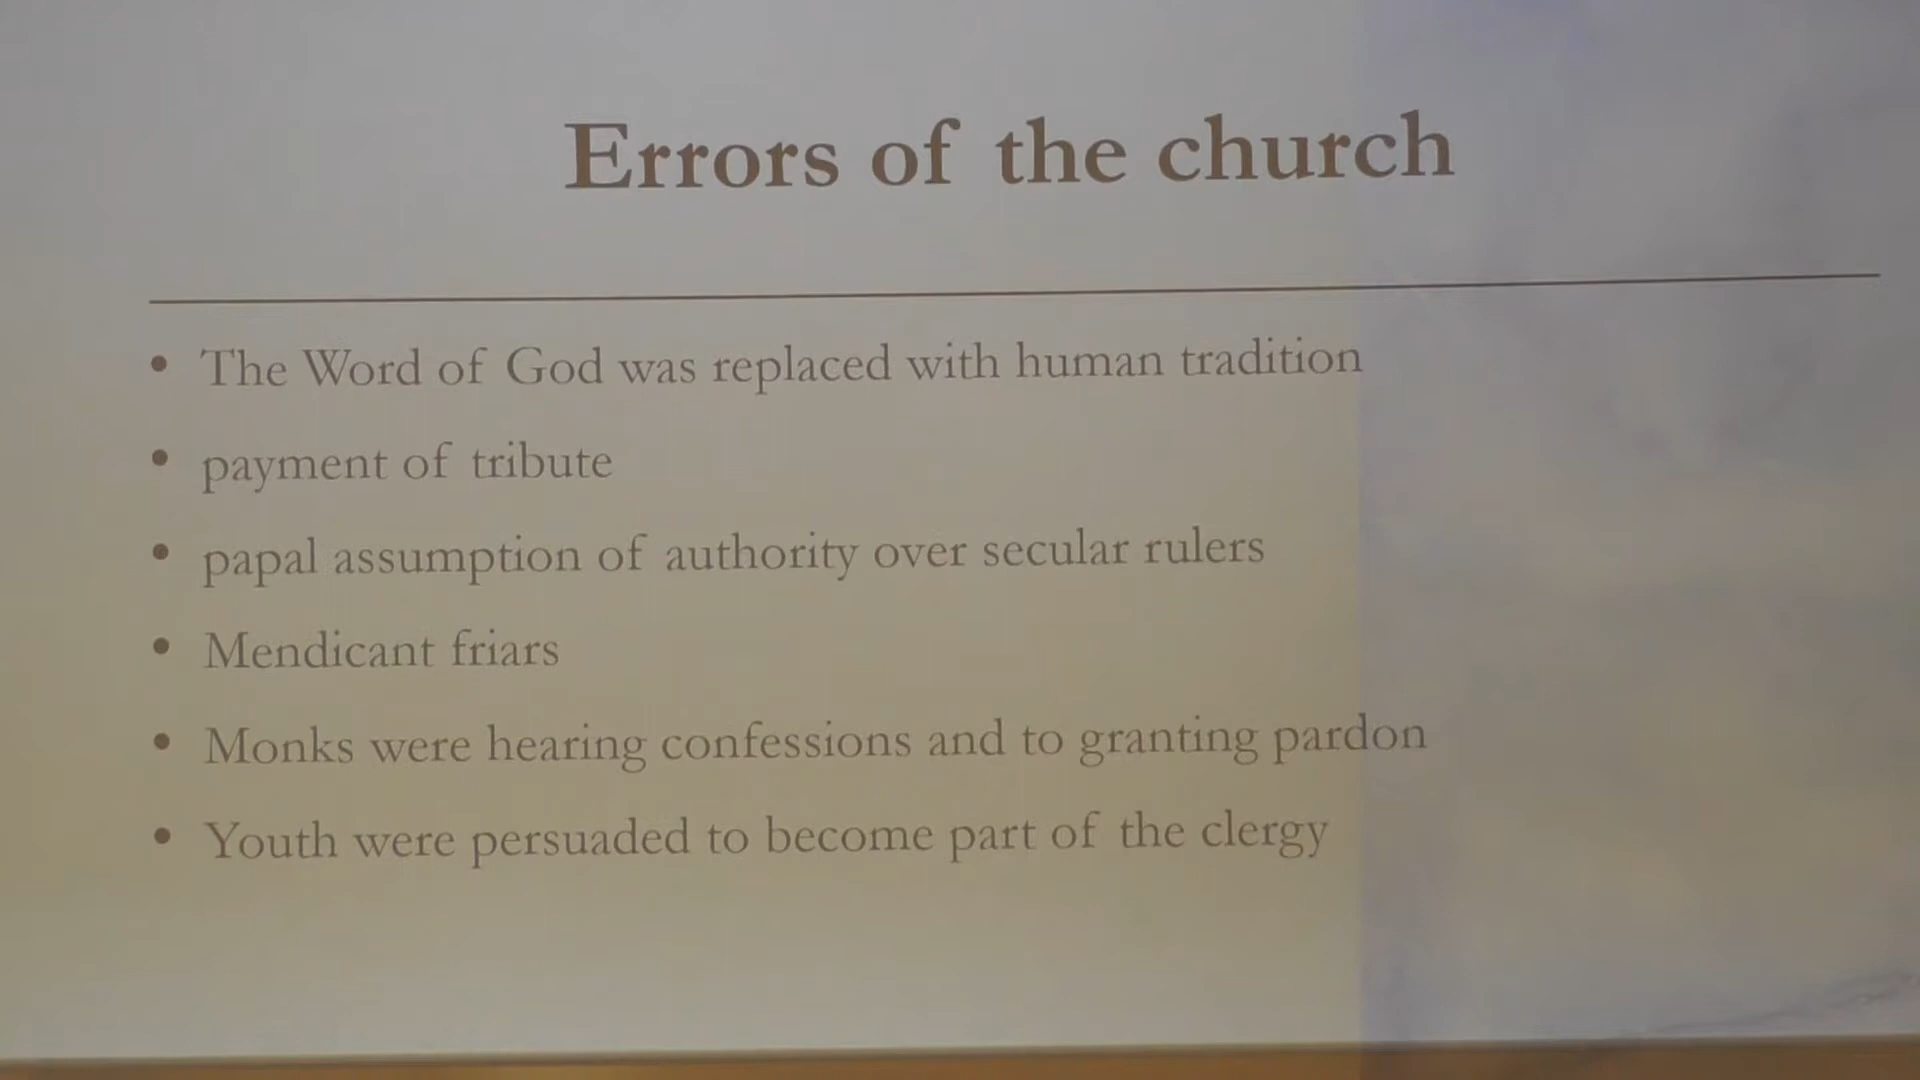 Errors of the church
• The Word of God was replaced with human tradition
• payment of tribute
• papal assumption of authority over secular rulers
• Mendicant friars
• Monks were hearing confessions and to granting pardon
• Youth were persuaded to become part of the clergy